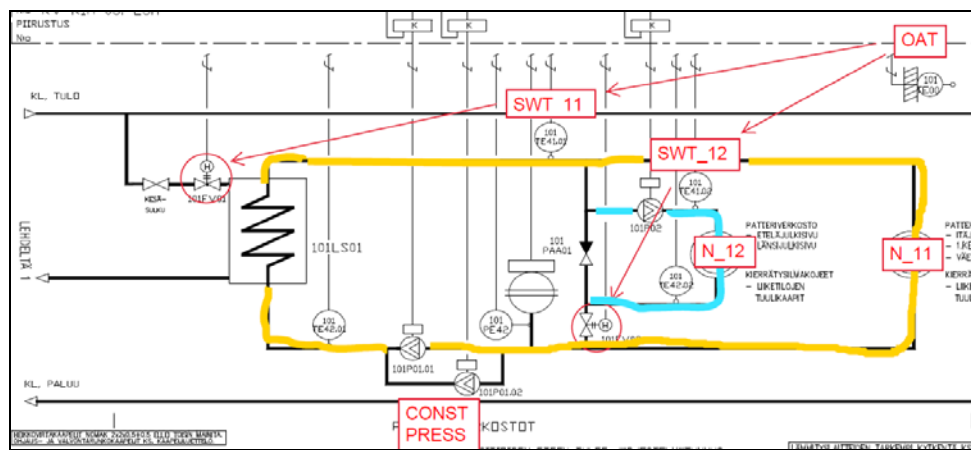 PIIRUSTUS
Nro
K
K
K
OAT
101
TE00
KL, TULO
SWT_11
101
TE41.01
SWT_12
101
TE41.02
H
KESÄ-
SULKU
101FV01
101P02
LEHDELTÄ 1
101LS01
101
PAA01
N_12
N_11
PATTERIVERKOSTO
- ETELÄJULKISIVU
LÄNSIJULKISIVU
KIERRÄTYSILMAKOJEET
- LIIKETILOJEN
TUULIKAAPIT
101
TE42.02
101
TE42.01
101
PE42
H
101P01.01
101P01.02
KL, PALUU
CONST
PRESS